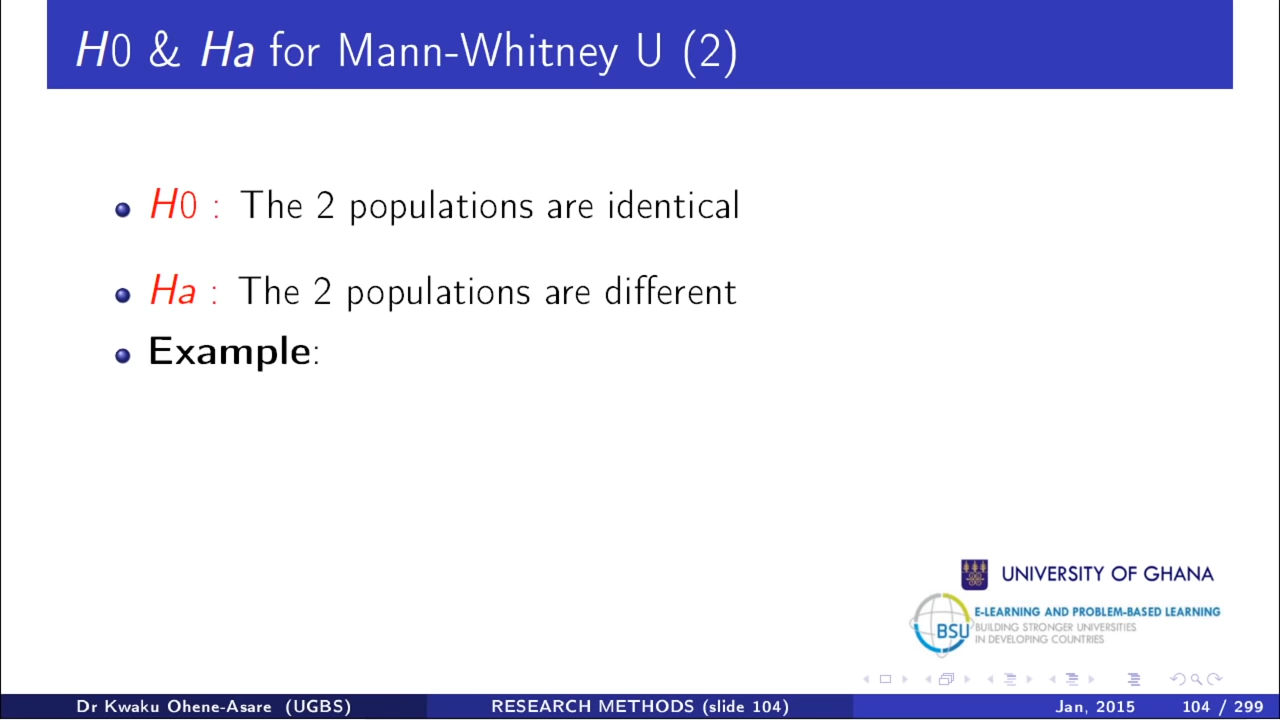 H0 & Ha for Mann-Whitney U (2)
H0 : The 2 populations are identical
Ha : The 2 populations are different
Example:
UNIVERSITY OF GHANA
BSU
E-LEARNING AND PROBLEM-BASED LEARNING
BUILDING STRONGER UNIVERSITIES
IN DEVELOPING COUNTRIES
Dr Kwaku Ohene-Asare (UGBS) RESEARCH METHODS (slide 104) Jan, 2015 104 / 299